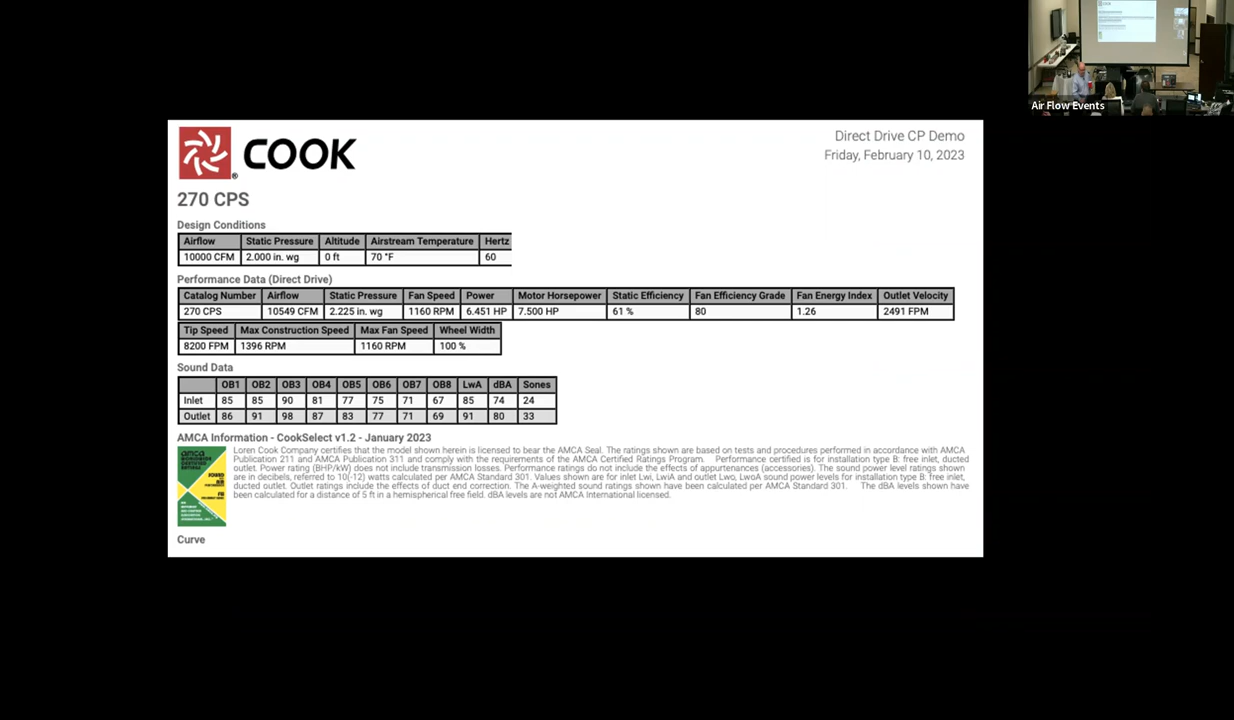 COOK
Direct Drive CP Demo
Friday, February 10, 2023
Air Flow Events
270 CPS
Design Conditions
Airflow Static Pressure Altitude Airstream Temperature Hertz
10000 CFM 2.000 in. wg 0 ft 70 °F 60
Performance Data (Direct Drive)
Catalog Number Airflow Static Pressure Fan Speed Power Motor Horsepower Static Efficiency Fan Efficiency Grade Fan Energy Index Outlet Velocity
270 CPS 10549 CFM 2.225 in. wg 1160 RPM 6.451 HP 7.500 HP 61 % 80 1.26 2491 FPM
Tip Speed Max Construction Speed Max Fan Speed Wheel Width
8200 FPM 1396 RPM 1160 RPM 100 %
Sound Data
OB1 OB2 OB3 OB4 OB5 OB6 OB7 OB8 LwA dBA Sones
Inlet 85 85 90 81 77 75 71 67 85 74 24
Outlet 86 91 98 87 83 77 71 69 91 80 33
AMCA Information - CookSelect v1.2 - January 2023
Loren Cook Company certifies that the model shown herein is licensed to bear the AMCA Seal. The ratings shown are based on tests and procedures performed in accordance with AMCA
Publication 211 and AMCA Publication 311 and comply with the requirements of the AMCA Certified Ratings Program. Performance certified is for installation type B: free inlet, ducted
outlet. Power rating (BHP/kW) does not include transmission losses. Performance ratings do not include the effects of appurtenances (accessories). The sound power level ratings shown
are in decibels, referred to 10(-12) watts calculated per AMCA Standard 301. Values shown are for inlet Lwi, LwiA and outlet Lwo, LwoA sound power levels for installation type B: free inlet,
ducted outlet. Outlet ratings include the effects of duct end correction. The A-weighted sound ratings shown have been calculated per AMCA Standard 301. The dBA levels shown have
been calculated for a distance of 5 ft in a hemispherical free field. dBA levels are not AMCA International licensed.
amca
Curve